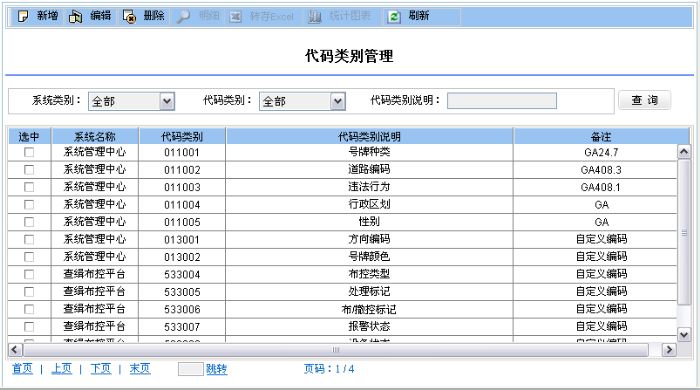 新增 编辑 删除 明细 转存Excel 统计图表 刷新
代码类别管理
系统类别： 全部 代码类别： 全部 代码类别说明： 查 询
选中 系统名称 代码类别 代码类别说明 备注
系统管理中心 011001 号牌种类 GA24.7
系统管理中心 011002 道路编码 GA408.3
系统管理中心 011003 违法行为 GA408.1
系统管理中心 011004 行政区划 GA
系统管理中心 011005 性别 GA
系统管理中心 013001 方向编码 自定义编码
系统管理中心 013002 号牌颜色 自定义编码
查缉布控平台 533004 布控类型 自定义编码
查缉布控平台 533005 处理标记 自定义编码
查缉布控平台 533006 布/撤控标记 自定义编码
查缉布控平台 533007 报警状态 自定义编码
首页 | 上页 | 下页 | 末页 跳转 页码：1 / 4